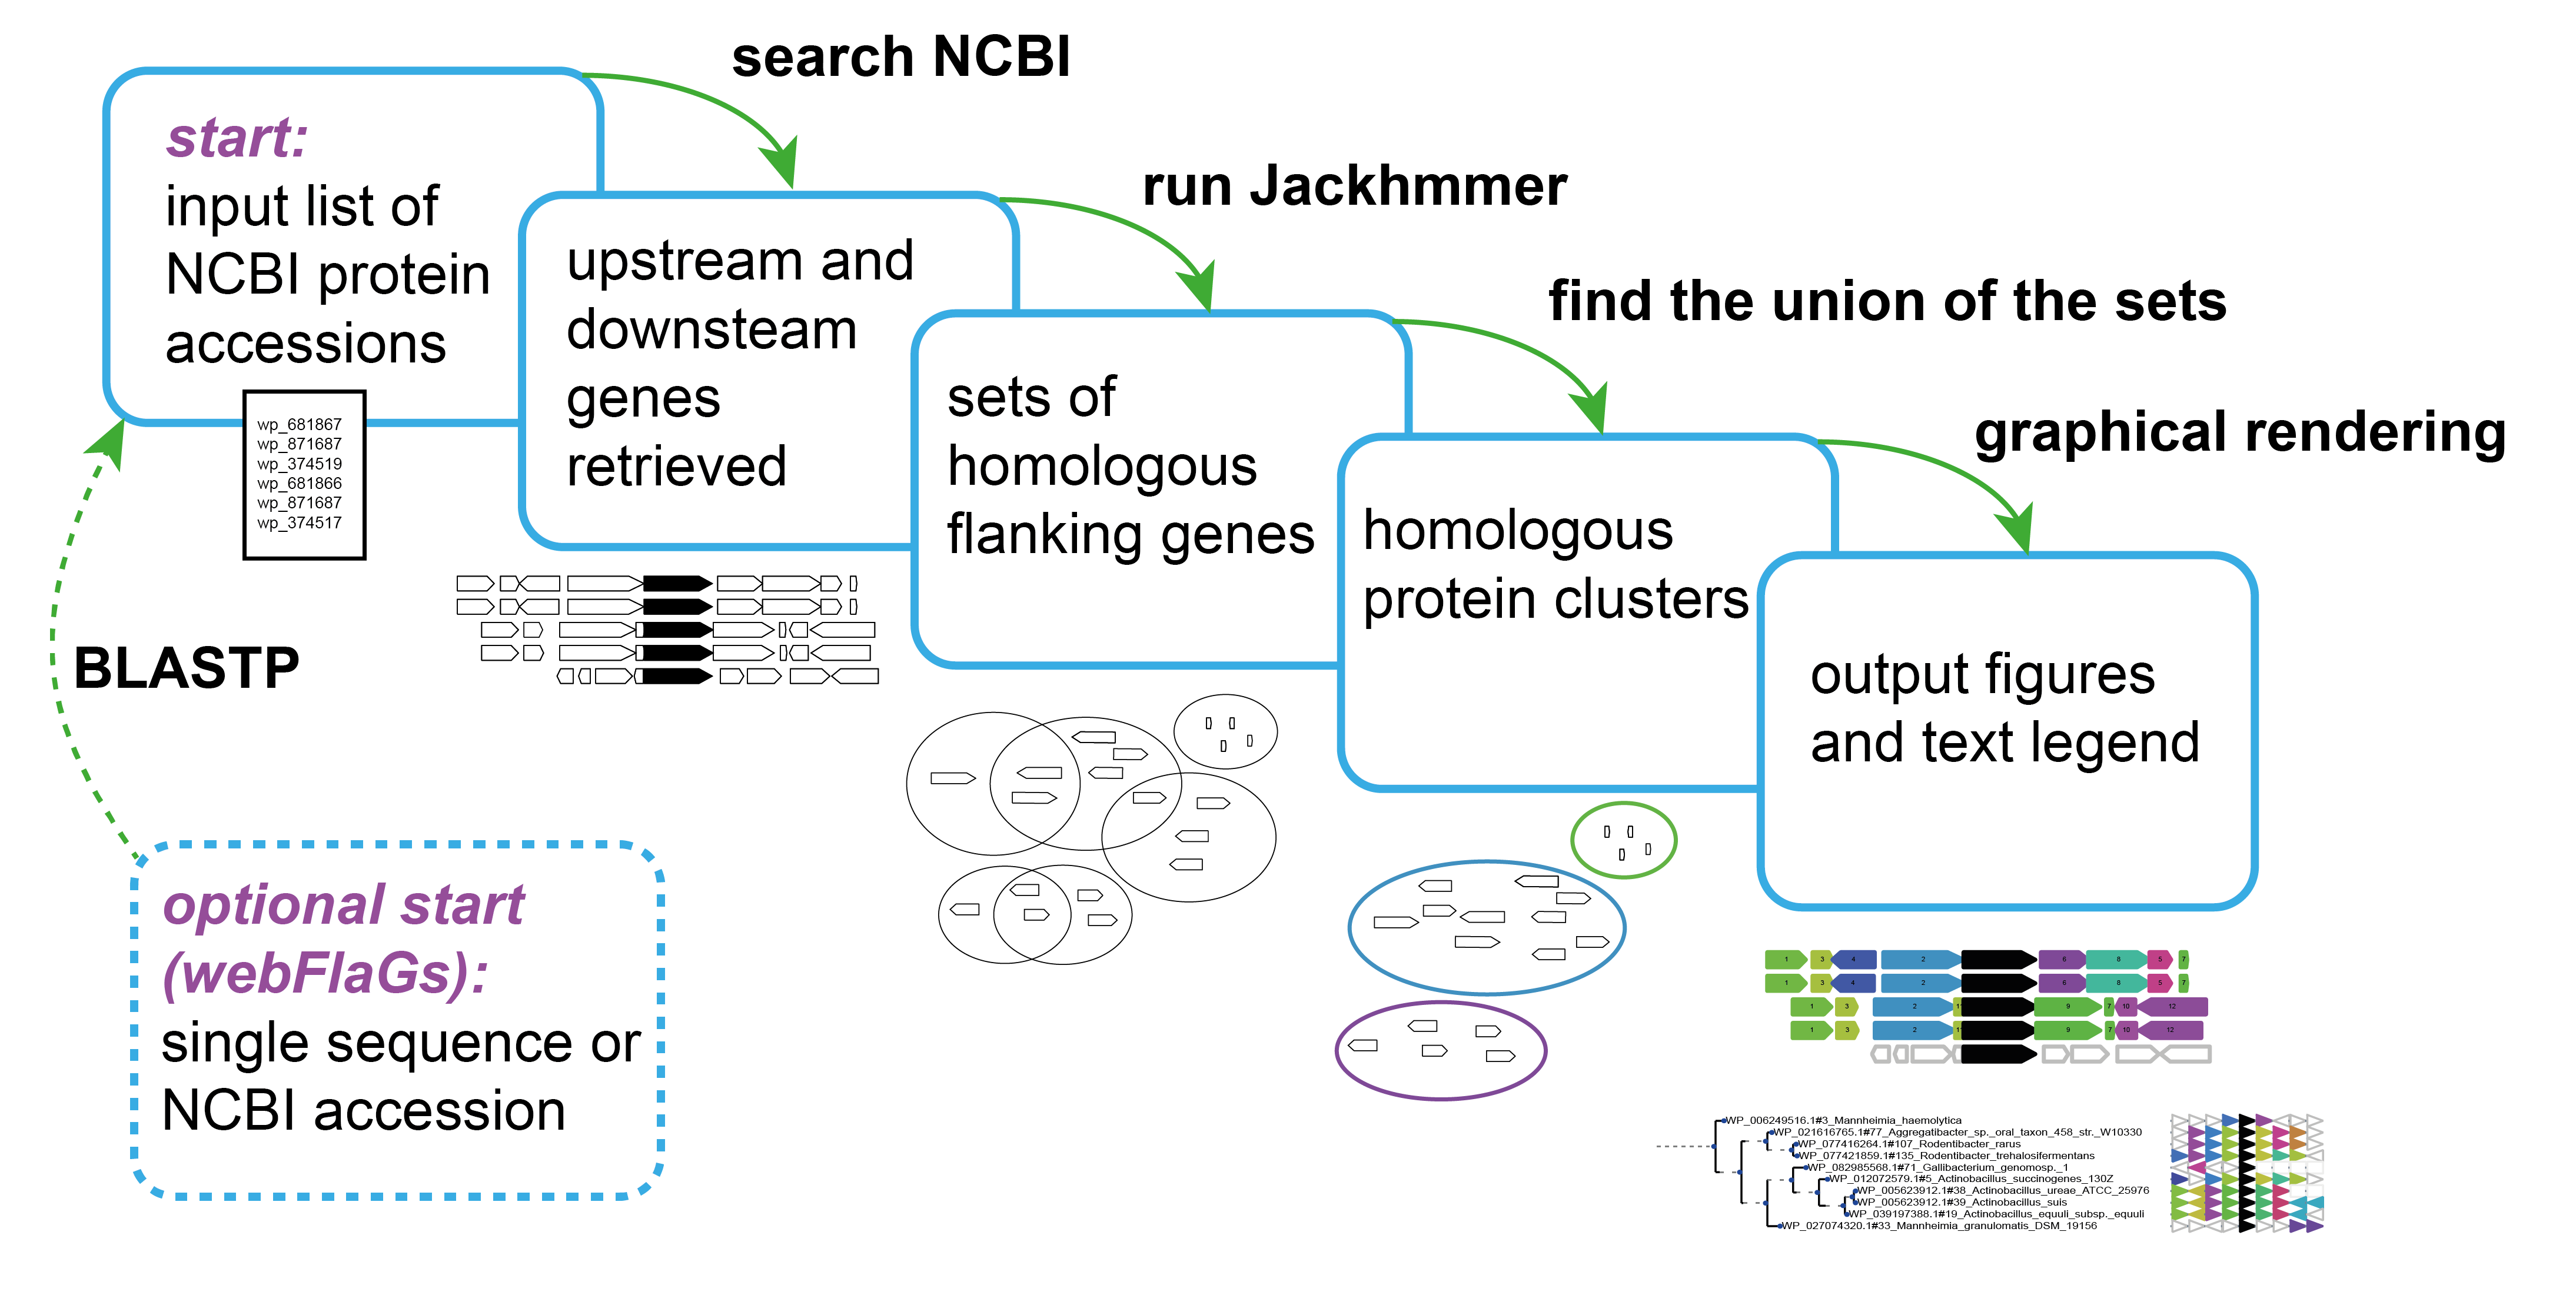 search NCBI
start:
input list of
NCBI protein
accessions
wp_681867
wp_871687
wp_374519
wp_681866
wp_871687
wp_374517
run Jackhmmer
upstream and
downsteam
genes
retrieved
find the union of the sets
sets of
homologous
flanking genes
graphical rendering
homologous
protein clusters
output figures
and text legend
BLASTP
optional start
(webFlaGs):
single sequence or
NCBI accession
1 3 4 2 6 8 5 7
1 3 4 2 6 8 5 7
1 3 2 11 9 7 10 12
1 3 2 11 9 7 10 12
WP_006249516.1#3_Mannheimia_haemolytica
WP_021616765.1#77_Aggregatibacter_sp._oral_taxon_458_str._W10330
WP_077416264.1#107_Rodentibacter_rarus
WP_077421859.1#135_Rodentibacter_trehalosifermentans
WP_082985568.1#71_Gallibacterium_genomosp._1
WP_012072579.1#5_Actinobacillus_succinogenes_130Z
WP_005623912.1#38_Actinobacillus_ureae_ATCC_25976
WP_005623912.1#39_Actinobacillus_suis
WP_039197388.1#19_Actinobacillus_equuli_subsp._equuli
WP_027074320.1#33_Mannheimia_granulomatis_DSM_19156